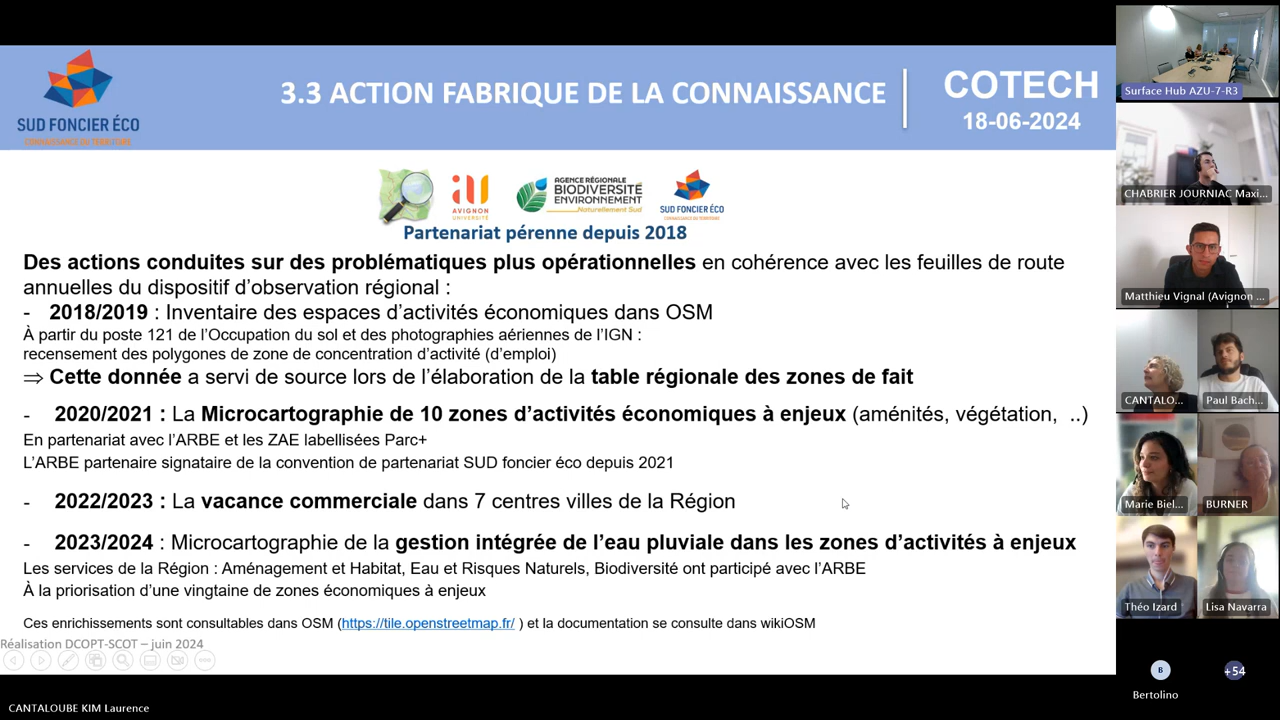 SUD FONCIER ÉCO
CONNAISSANCE DU TERRITOIRE
3.3 ACTION FABRIQUE DE LA CONNAISSANCE
COTECH
18-06-2024
AVIGNON
UNIVERSITÉ
AGENCE RÉGIONALE
BIODIVERSITÉ
ENVIRONNEMENT
Naturellement Sud
SUD FONCIER ÉCO
CONNAISSANCE DU TERRITOIRE
Partenariat pérenne depuis 2018
Des actions conduites sur des problématiques plus opérationnelles en cohérence avec les feuilles de route
annuelles du dispositif d'observation régional :
- 2018/2019 : Inventaire des espaces d'activités économiques dans OSM
À partir du poste 121 de l'Occupation du sol et des photographies aériennes de l'IGN :
recensement des polygones de zone de concentration d'activité (d'emploi)
⇒ Cette donnée a servi de source lors de l'élaboration de la table régionale des zones de fait
- 2020/2021 : La Microcartographie de 10 zones d'activités économiques à enjeux (aménités, végétation, ..)
En partenariat avec l'ARBE et les ZAE labellisées Parc+
L'ARBE partenaire signataire de la convention de partenariat SUD foncier éco depuis 2021
- 2022/2023 : La vacance commerciale dans 7 centres villes de la Région
- 2023/2024 : Microcartographie de la gestion intégrée de l'eau pluviale dans les zones d'activités à enjeux
Les services de la Région : Aménagement et Habitat, Eau et Risques Naturels, Biodiversité ont participé avec l'ARBE
À la priorisation d'une vingtaine de zones économiques à enjeux
Ces enrichissements sont consultables dans OSM (https://tile.openstreetmap.fr/ ) et la documentation se consulte dans wikiOSM
Réalisation DCOPT-SCOT – juin 2024
CANTALOUBE KIM Laurence
Surface Hub AZU-7-R3
CHABRIER JOURNIAC Maxi...
Matthieu Vignal (Avignon ...
CANTALO...
Paul Bach...
Marie Biel...
BURNER
Théo Izard
Lisa Navarra
B
+54
Bertolino